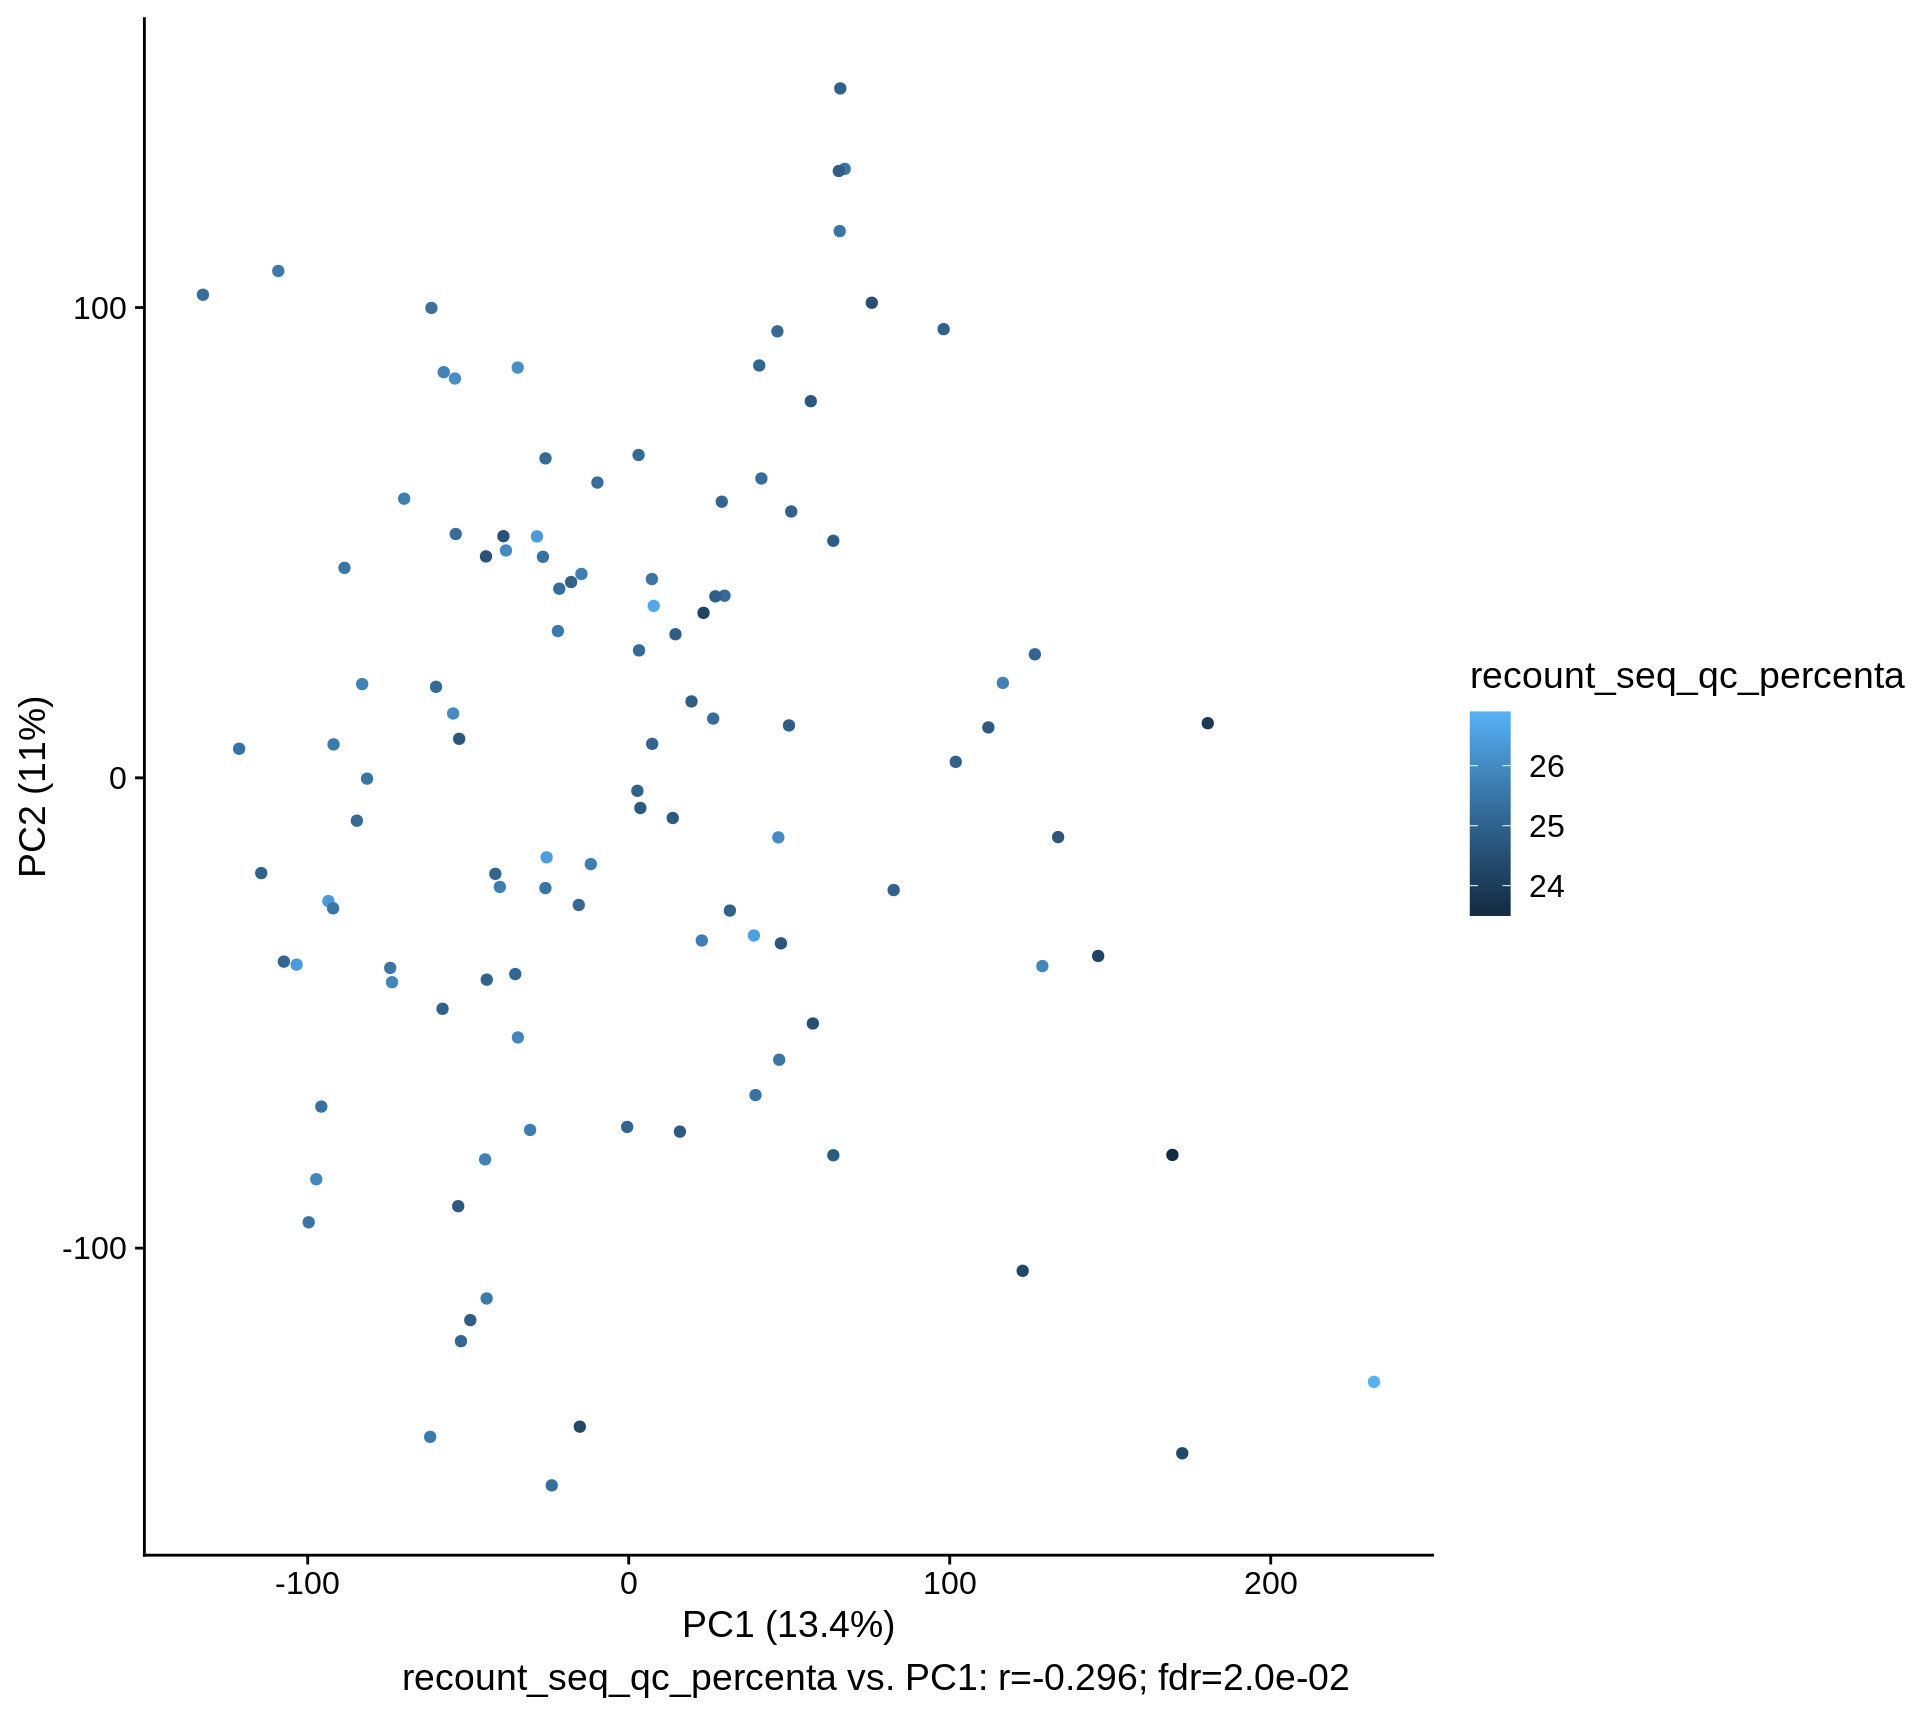 100
0
-100
PC2 (11%)
-100
0
100
200
PC1 (13.4%)
recount_seq_qc_percenta vs. PC1: r=-0.296; fdr=2.0e-02
recount_seq_qc_percenta
26
25
24